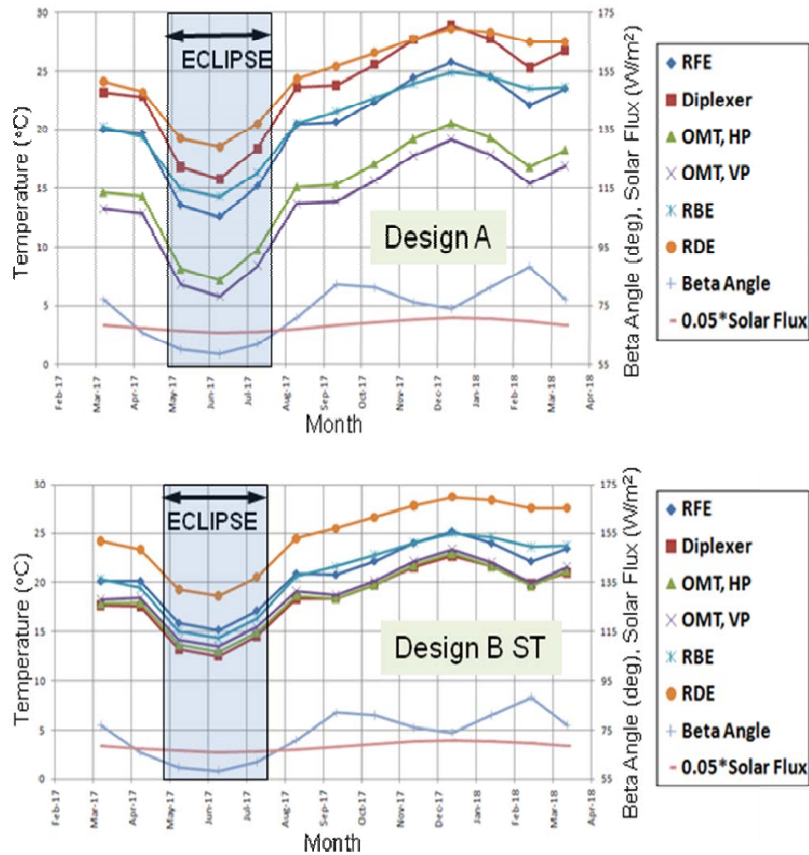 30
25
20
15
10
5
0
Temperature (°C)
175
155
135
115
95
75
55
Beta Angle (deg), Solar Flux (W/m²)
ECLIPSE
Design A
Feb-17
Mar-17
Apr-17
May-17
Jun-17
Jul-17
Aug-17
Sep-17
Oct-17
Nov-17
Dec-17
Jan-18
Feb-18
Mar-18
Apr-18
Month
RFE
Diplexer
OMT, HP
OMT, VP
RBE
RDE
Beta Angle
0.05*Solar Flux
30
25
20
15
10
5
0
Temperature (°C)
175
155
135
115
95
75
55
Beta Angle (deg), Solar Flux (W/m²)
ECLIPSE
Design B ST
Feb-17
Mar-17
Apr-17
May-17
Jun-17
Jul-17
Aug-17
Sep-17
Oct-17
Nov-17
Dec-17
Jan-18
Feb-18
Mar-18
Apr-18
Month
RFE
Diplexer
OMT, HP
OMT, VP
RBE
RDE
Beta Angle
0.05*Solar Flux